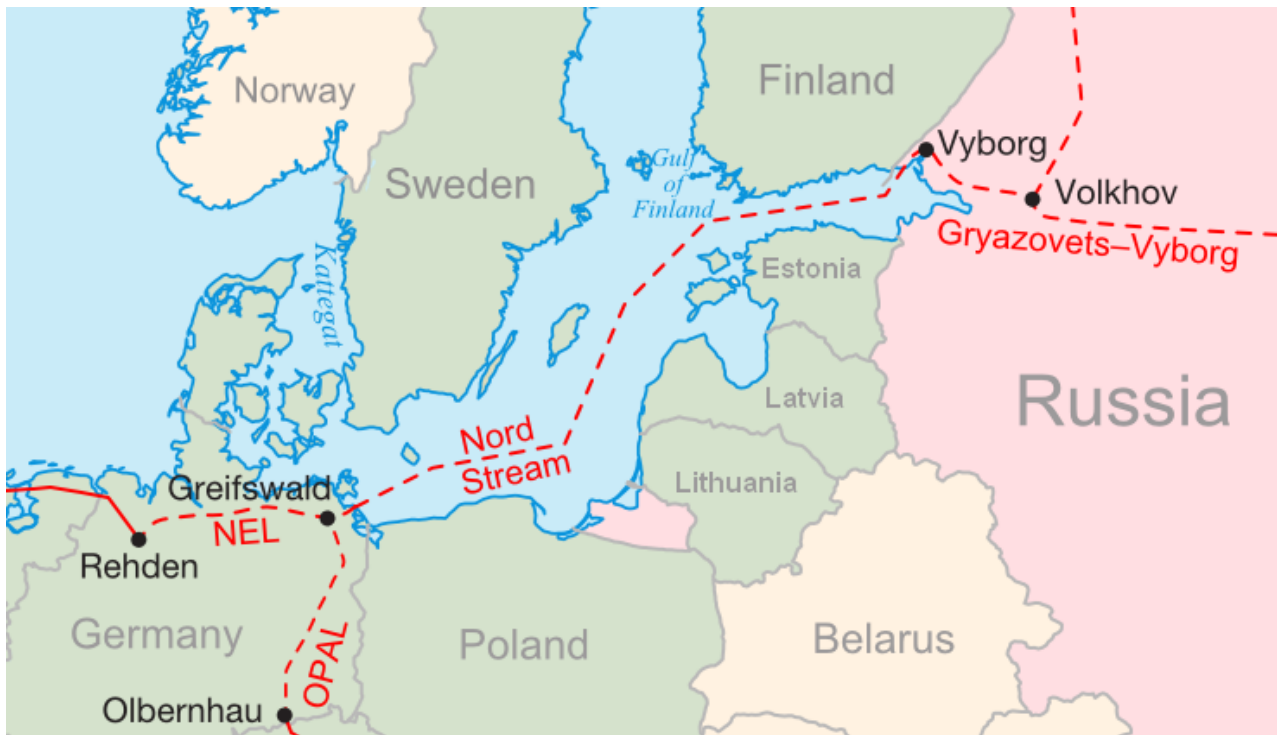 Norway
Finland
Gulf
of
Finland
Vyborg
Sweden
Volkhov
Gryazovets–Vyborg
Kattegat
Estonia
Latvia
Russia
Nord
Stream
Lithuania
Greifswald
NEL
Rehden
Germany
Poland
Belarus
OPAL
Olbernhau